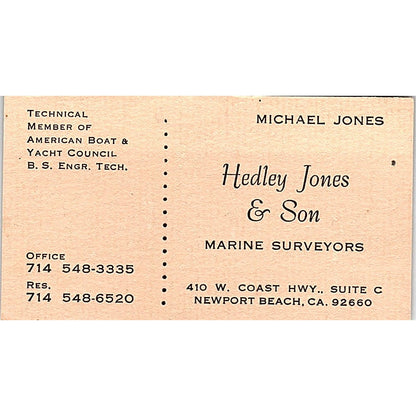 Technical
Member of
American Boat &
Yacht Council
B. S. Engr. Tech.
Office
714 548-3335
Res.
714 548-6520
MICHAEL JONES
Hedley Jones
& Son
MARINE SURVEYORS
410 W. COAST HWY., SUITE C
NEWPORT BEACH, CA. 92660